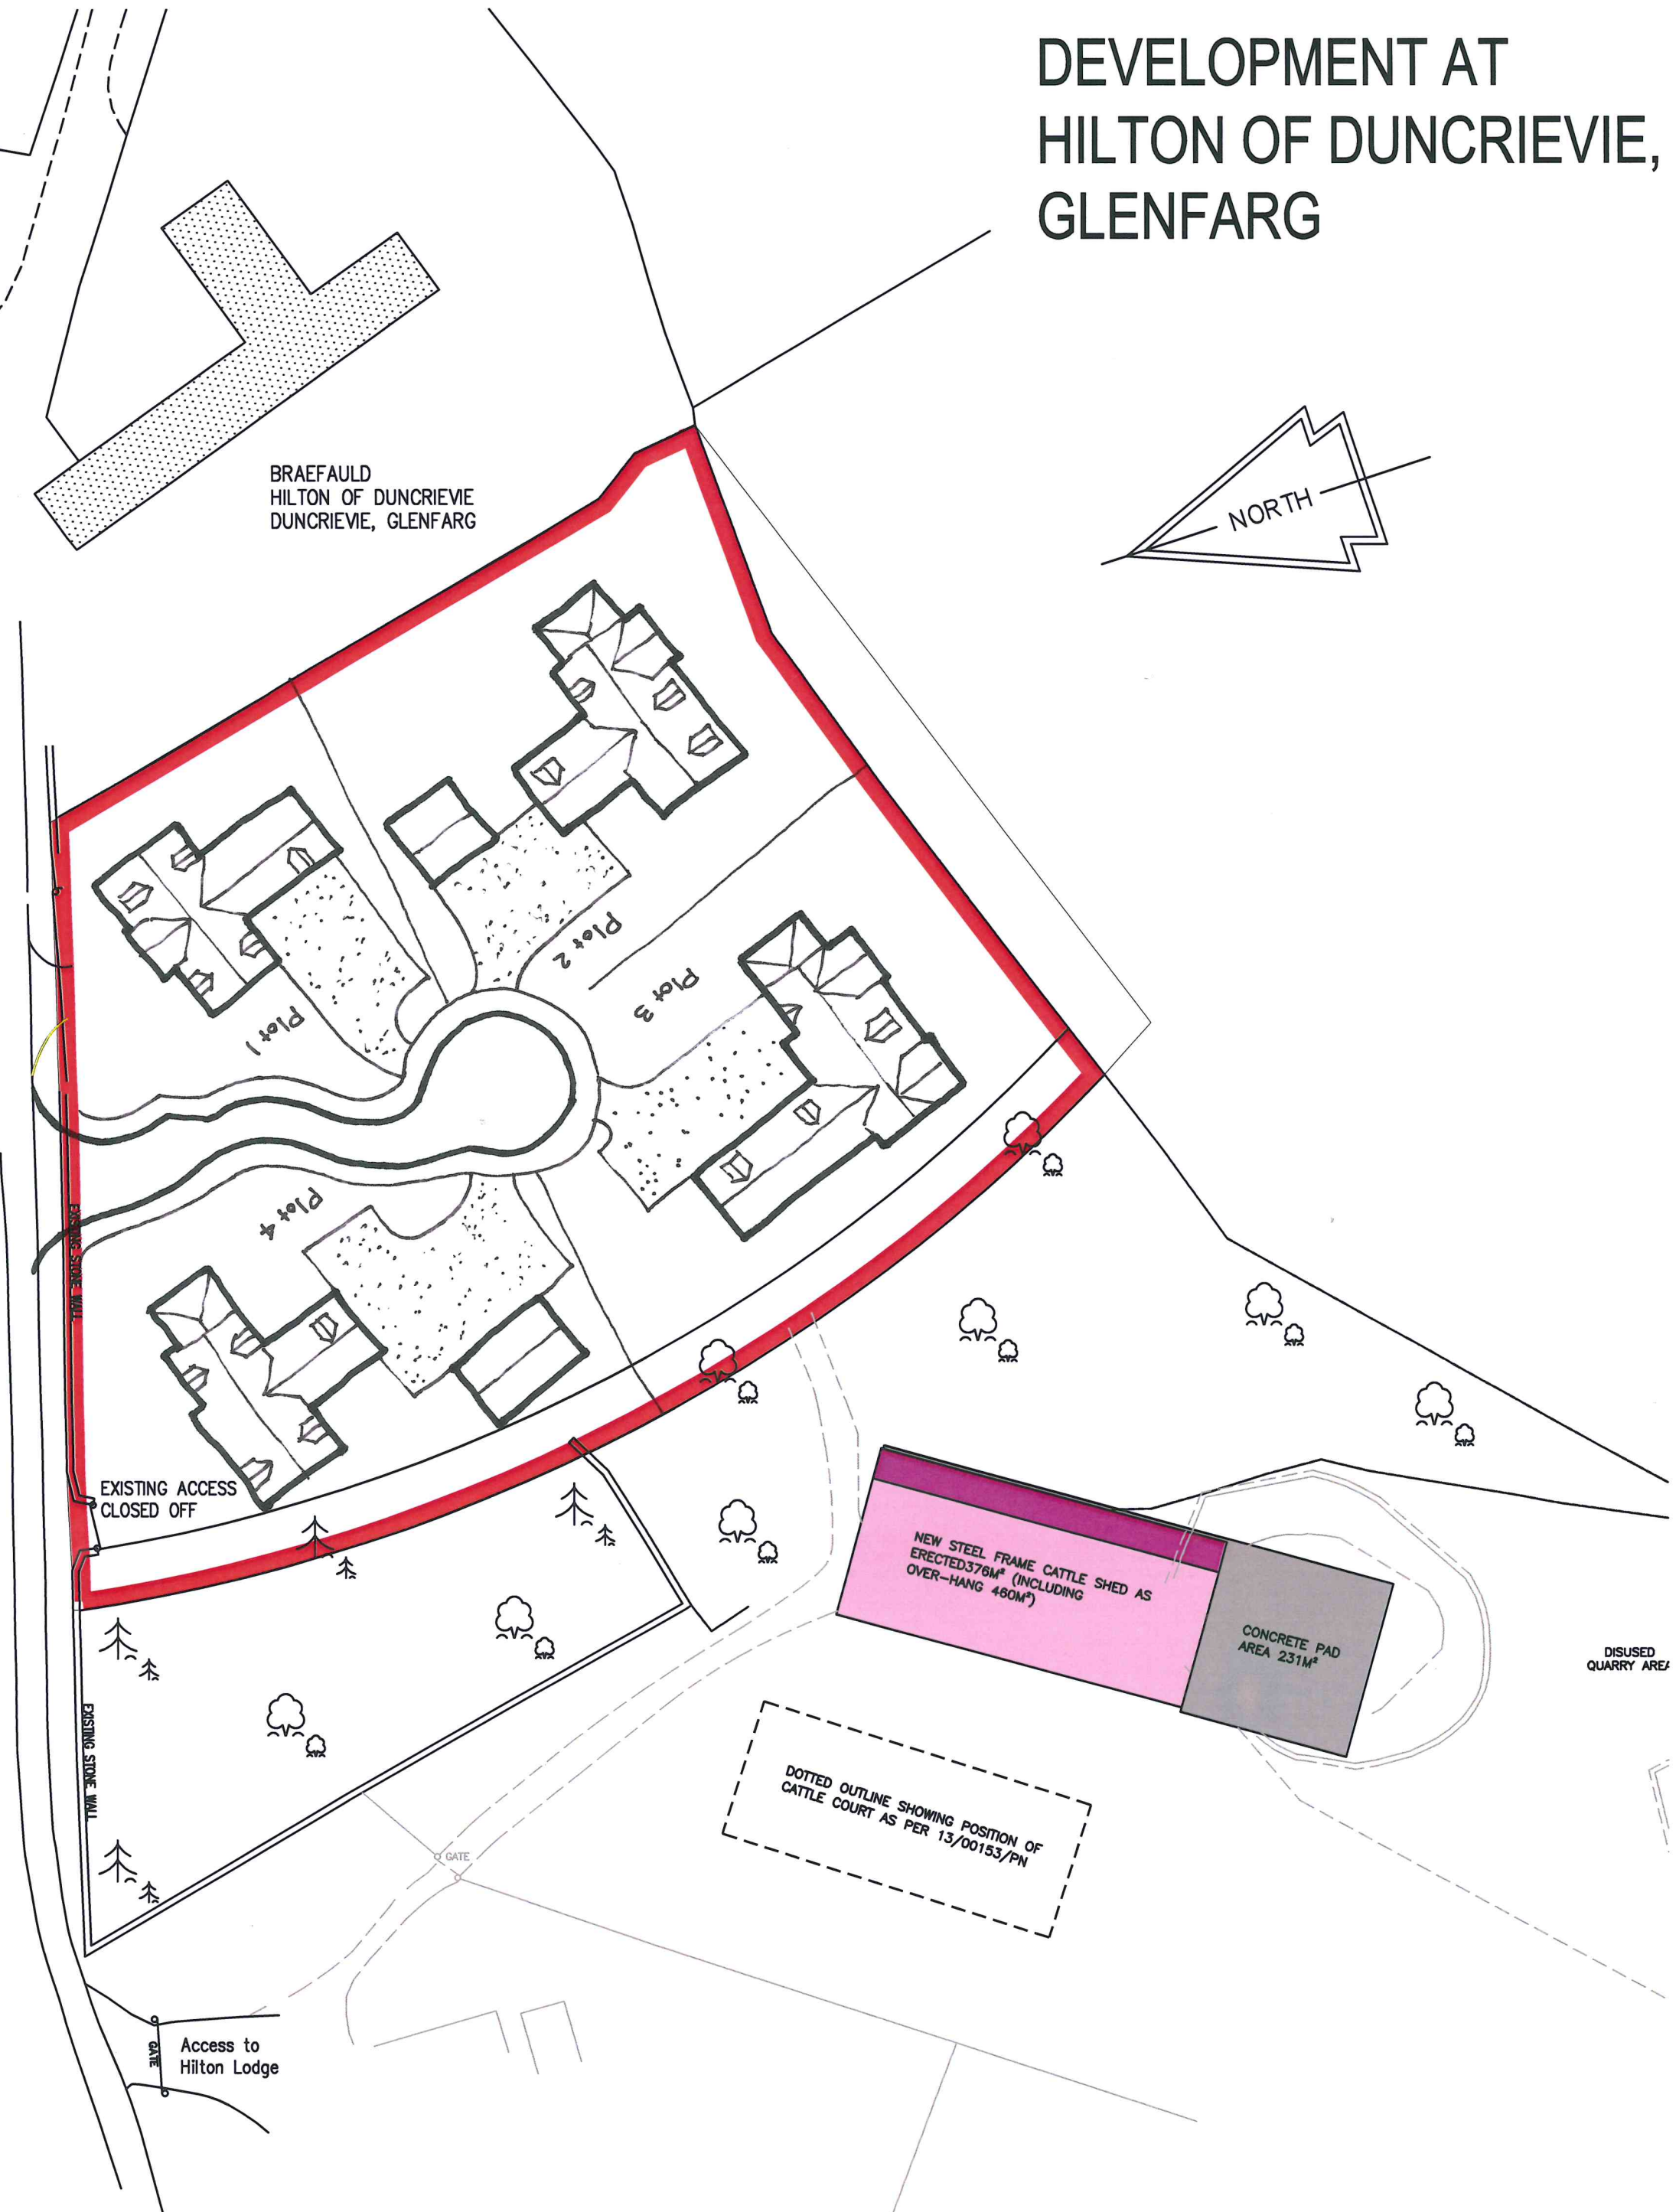 DEVELOPMENT AT
HILTON OF DUNCRIEVIE,
GLENFARG
BRAEFAULD
HILTON OF DUNCRIEVIE
DUNCRIEVIE, GLENFARG
NORTH
Plot 2
Plot 3
Plot 1
Plot 4
EXISTING STONE WALL
EXISTING ACCESS
CLOSED OFF
NEW STEEL FRAME CATTLE SHED AS
ERECTED376M² (INCLUDING
OVER-HANG 460M²)
CONCRETE PAD
AREA 231M²
DISUSED
QUARRY AREA
EXISTING STONE WALL
DOTTED OUTLINE SHOWING POSITION OF
CATTLE COURT AS PER 13/00153/PN
GATE
GATE
Access to
Hilton Lodge